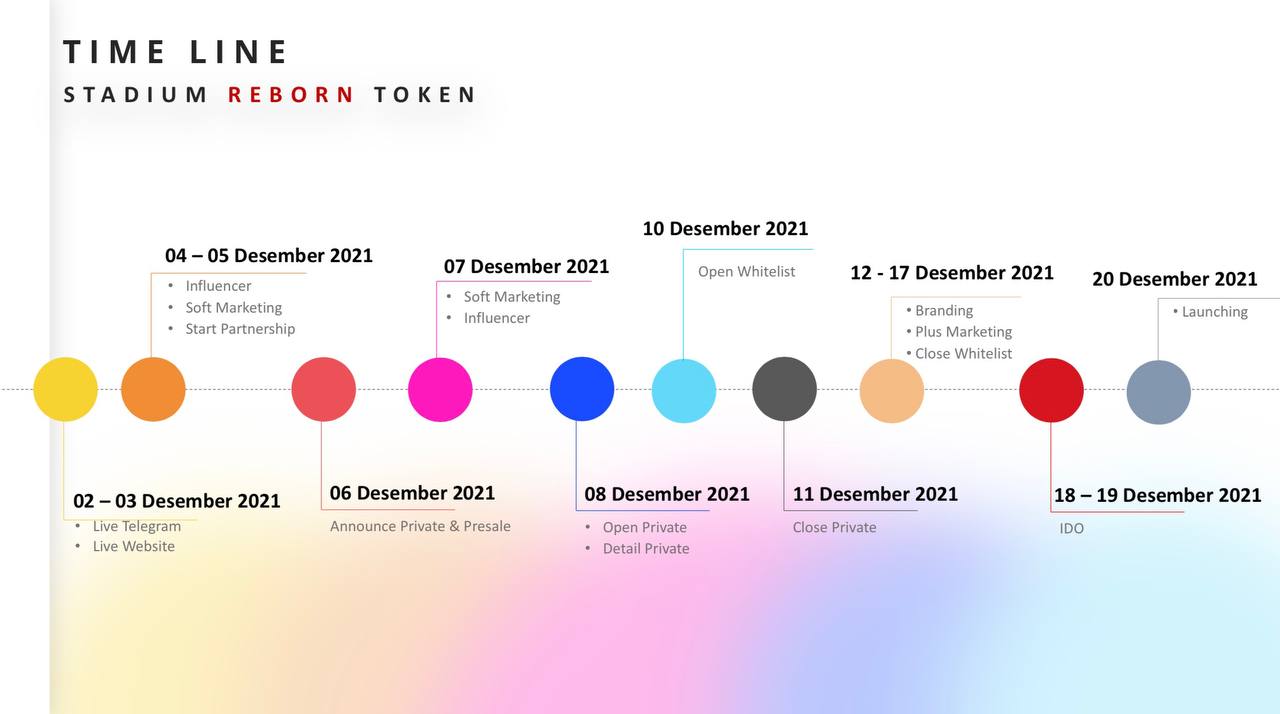 TIME LINE
STADIUM REBORN TOKEN
02 – 03 Desember 2021
• Live Telegram
• Live Website
04 – 05 Desember 2021
• Influencer
• Soft Marketing
• Start Partnership
06 Desember 2021
Announce Private & Presale
07 Desember 2021
• Soft Marketing
• Influencer
08 Desember 2021
• Open Private
• Detail Private
10 Desember 2021
Open Whitelist
11 Desember 2021
Close Private
12 - 17 Desember 2021
• Branding
• Plus Marketing
• Close Whitelist
18 – 19 Desember 2021
IDO
20 Desember 2021
• Launching